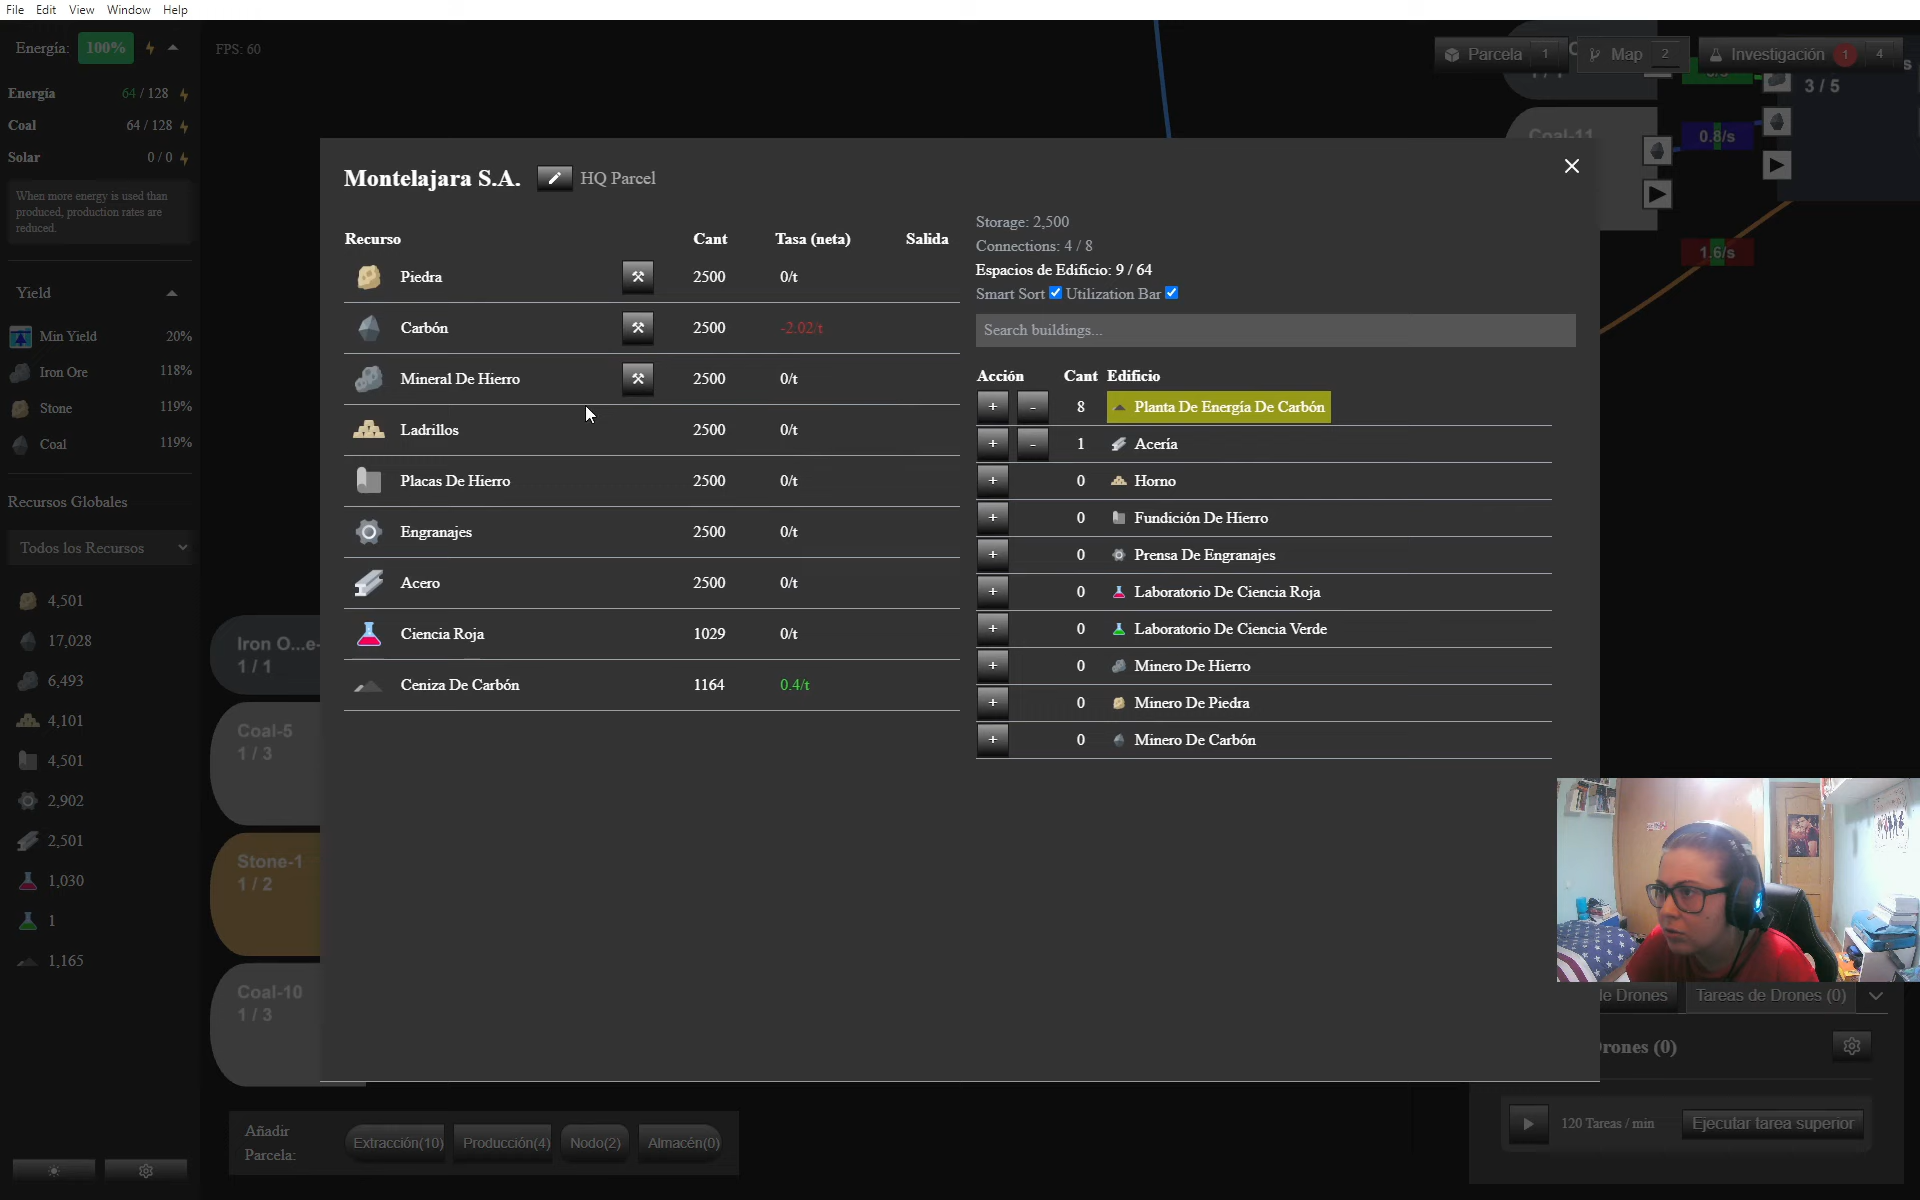 File Edit View Window Help
Energía: 100%
FPS: 60
Energía 64 / 128
Coal 64 / 128
Solar 0 / 0
When more energy is used than
produced, production rates are
reduced.
Yield
Min Yield 20%
Iron Ore 118%
Stone 119%
Coal 119%
Recursos Globales
Todos los Recursos
4,501
17,028
6,493
4,101
4,501
2,902
2,501
1,030
1
1,165
Parcela 1
Map 2
Investigación 1 4
3 / 5
Coal-11
0.8/s
1.6/s
Iron O...e-
1 / 1
Coal-5
1 / 3
Stone-1
1 / 2
Coal-10
1 / 3
Montelajara S.A. HQ Parcel
Recurso Cant Tasa (neta) Salida
Piedra 2500 0/t
Carbón 2500 -2.02/t
Mineral De Hierro 2500 0/t
Ladrillos 2500 0/t
Placas De Hierro 2500 0/t
Engranajes 2500 0/t
Acero 2500 0/t
Ciencia Roja 1029 0/t
Ceniza De Carbón 1164 0.4/t
Storage: 2,500
Connections: 4 / 8
Espacios de Edificio: 9 / 64
Smart Sort Utilization Bar
Search buildings...
Acción Cant Edificio
+ - 8 Planta De Energía De Carbón
+ - 1 Acería
+ 0 Horno
+ 0 Fundición De Hierro
+ 0 Prensa De Engranajes
+ 0 Laboratorio De Ciencia Roja
+ 0 Laboratorio De Ciencia Verde
+ 0 Minero De Hierro
+ 0 Minero De Piedra
+ 0 Minero De Carbón
de Drones Tareas de Drones (0)
Drones (0)
120 Tareas / min Ejecutar tarea superior
Añadir
Parcela:
Extracción(10) Producción(4) Nodo(2) Almacén(0)